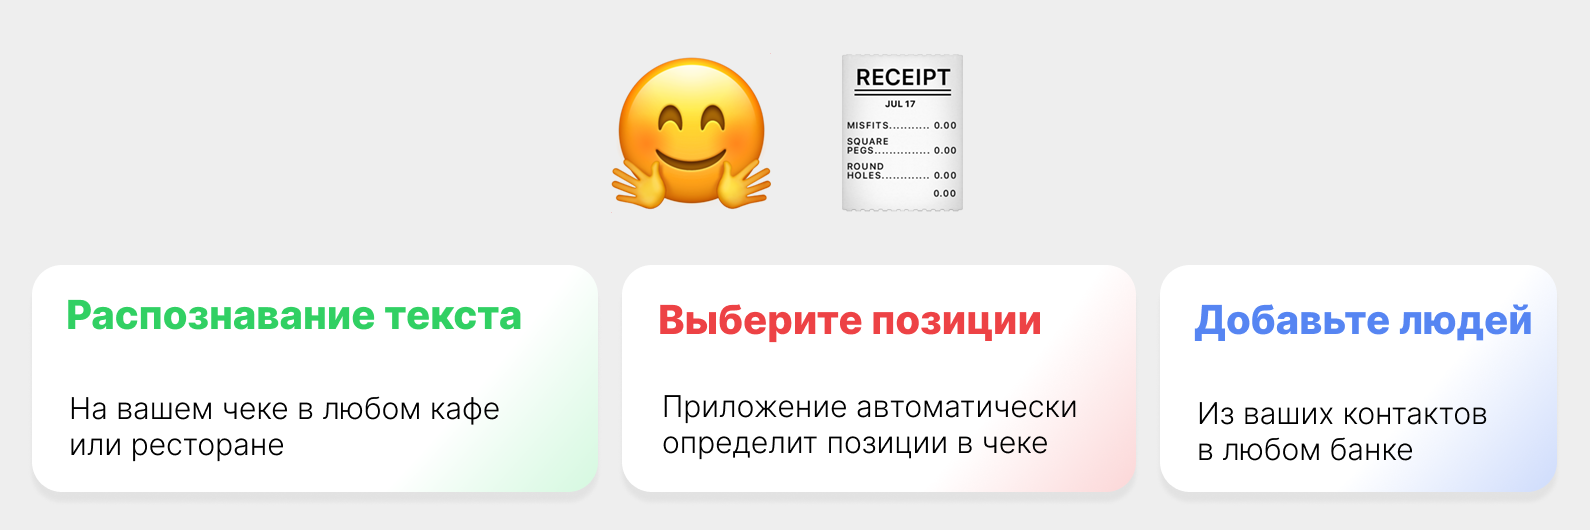 RECEIPT
JUL 17
MISFITS........... 0.00
SQUARE
PEGS............... 0.00
ROUND
HOLES............. 0.00
0.00
Распознавание текста
На вашем чеке в любом кафе
или ресторане
Выберите позиции
Приложение автоматически
определит позиции в чеке
Добавьте людей
Из ваших контактов
в любом банке